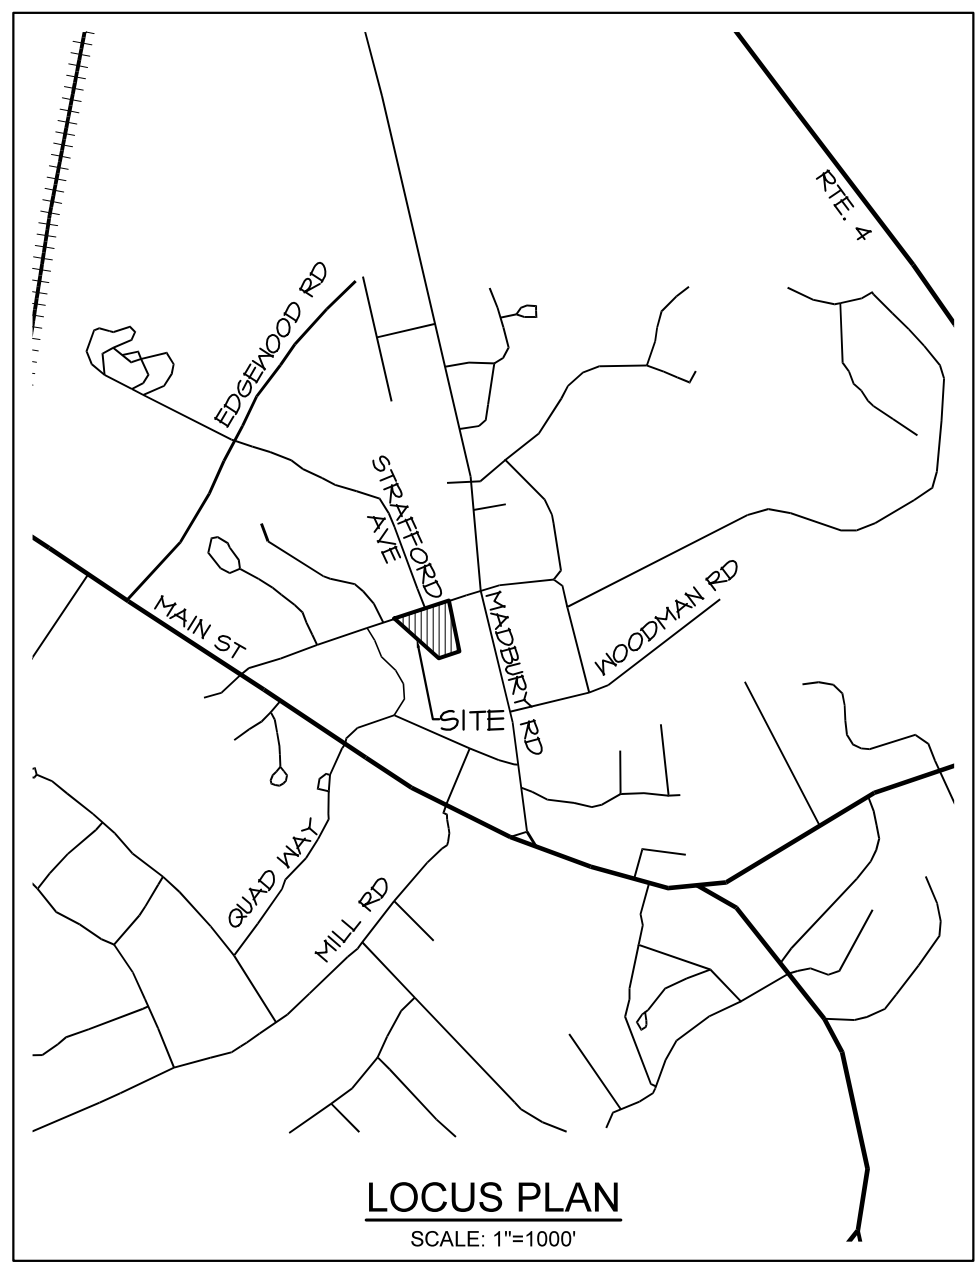 RTE. 4
EDGEWOOD RD
STRAFFORD
AVE
MAIN ST
MADBURY RD
WOODMAN RD
SITE
QUAD WAY
MILL RD
LOCUS PLAN
SCALE: 1"=1000'